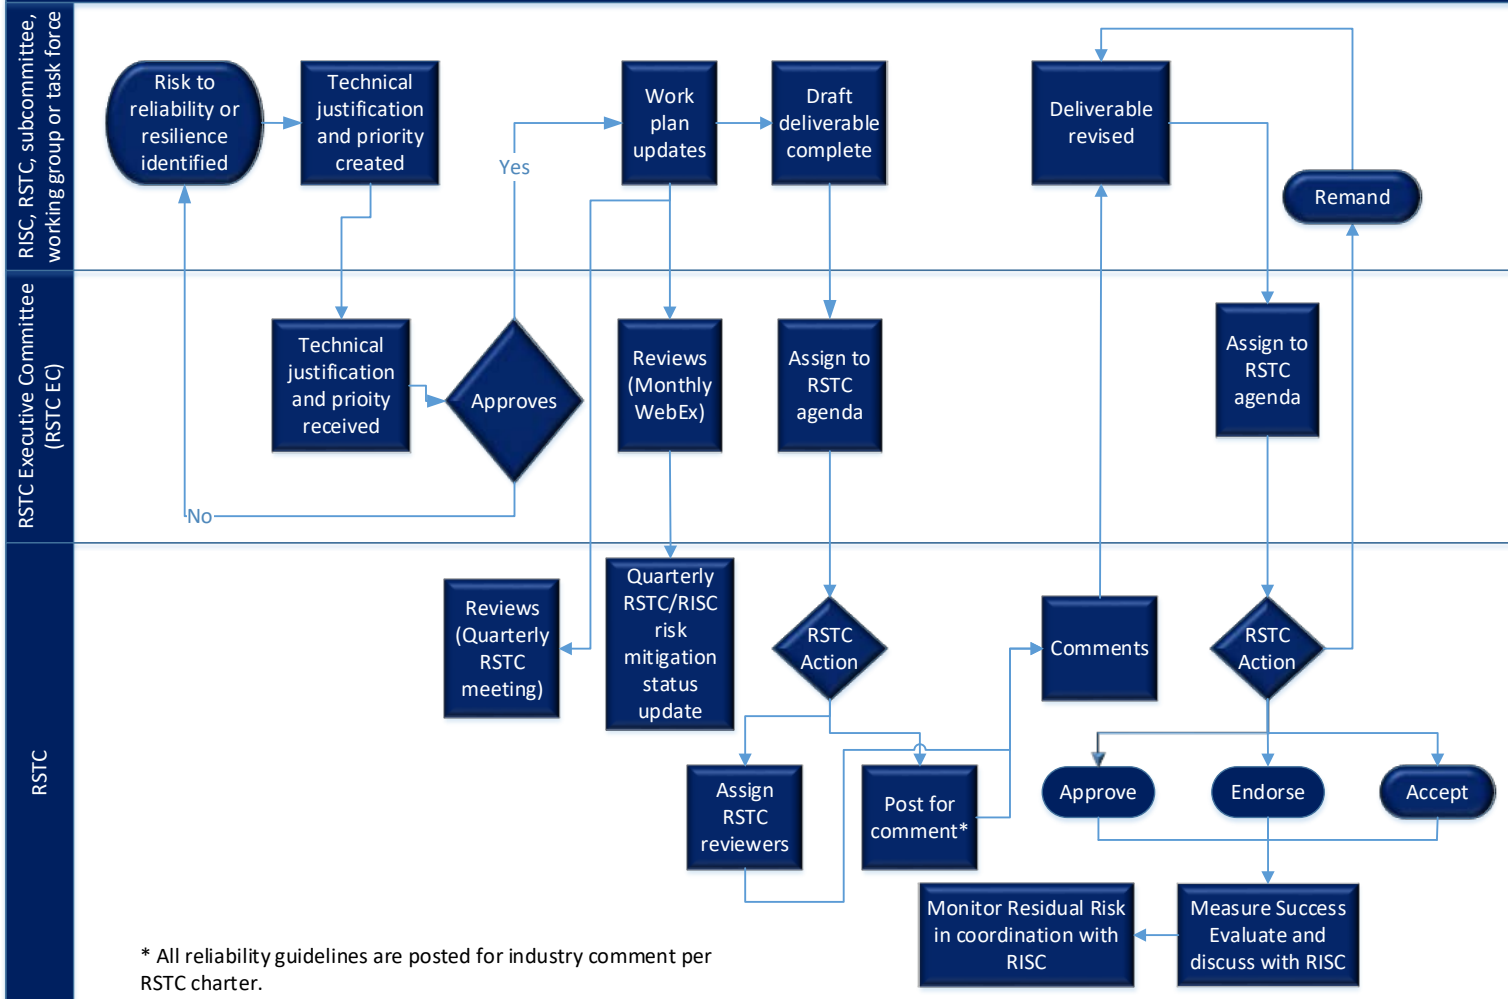 RISC, RSTC, subcommittee,
working group or task force
Risk to
reliability or
resilience
identified
Technical
justification
and priority
created
Yes
Work
plan
updates
Draft
deliverable
complete
Deliverable
revised
Remand
RSTC Executive Committee
(RSTC EC)
Technical
justification
and prioity
received
Approves
No
Reviews
(Monthly
WebEx)
Assign to
RSTC
agenda
Assign to
RSTC
agenda
RSTC
Reviews
(Quarterly
RSTC
meeting)
Quarterly
RSTC/RISC
risk
mitigation
status
update
RSTC
Action
Comments
RSTC
Action
Assign
RSTC
reviewers
Post for
comment*
Approve
Endorse
Accept
Monitor Residual Risk
in coordination with
RISC
Measure Success
Evaluate and
discuss with RISC
* All reliability guidelines are posted for industry comment per
RSTC charter.